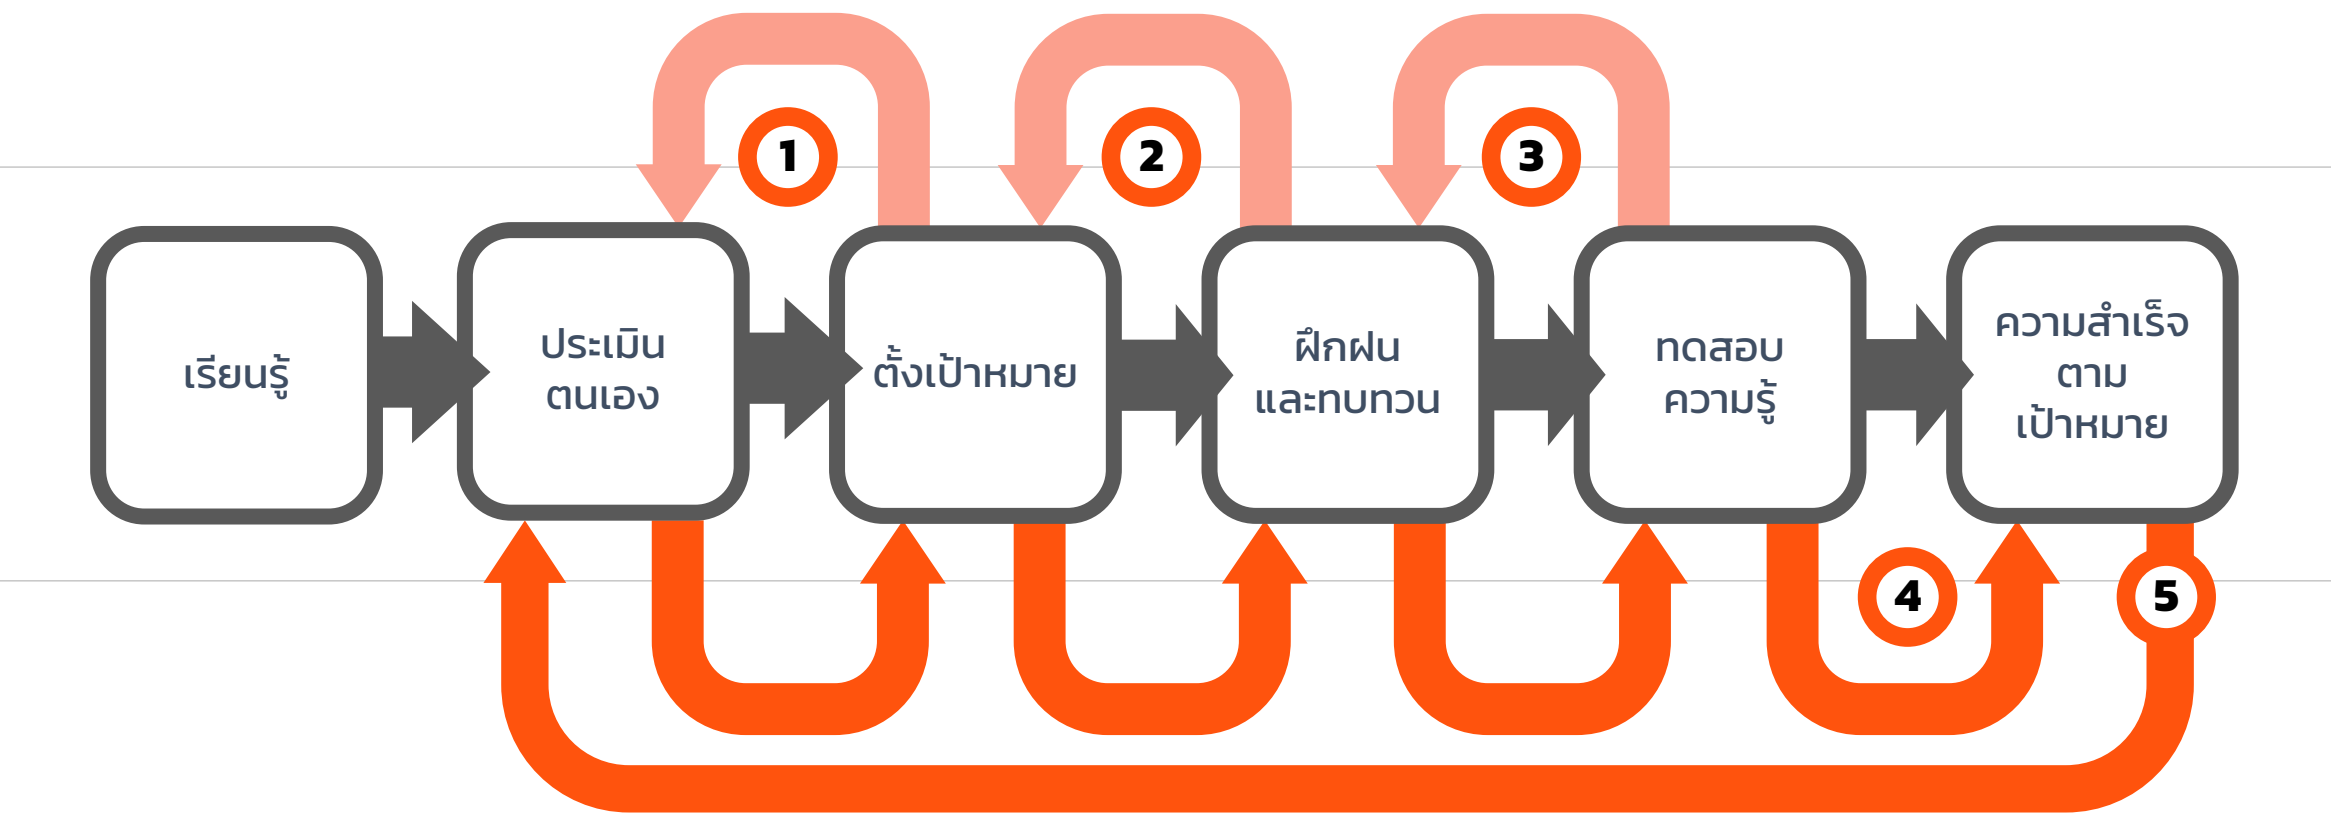 1
2
3
เรียนรู้
ประเมิน
ตนเอง
ตั้งเป้าหมาย
ฝึกฝน
และทบทวน
ทดสอบ
ความรู้
ความสำเร็จ
ตาม
เป้าหมาย
4
5